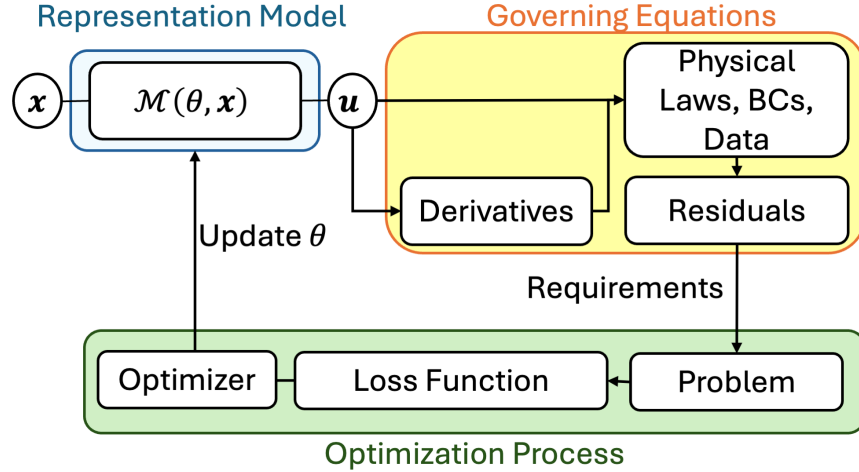 Representation Model
Governing Equations
x
ℳ(θ, x)
u
Physical
Laws, BCs,
Data
Derivatives
Residuals
Update θ
Requirements
Optimizer
Loss Function
Problem
Optimization Process